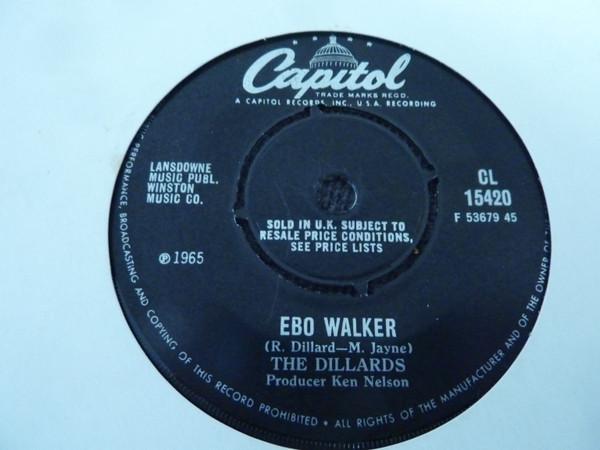 Capitol
TRADE MARKS REGD.
A CAPITOL RECORDS, INC., U.S.A. RECORDING
LANSDOWNE
MUSIC PUBL.
WINSTON
MUSIC CO.
CL
15420
F 53679 45
SOLD IN U.K. SUBJECT TO
RESALE PRICE CONDITIONS,
SEE PRICE LISTS
℗ 1965
EBO WALKER
(R. Dillard—M. Jayne)
THE DILLARDS
Producer Ken Nelson
PERFORMANCE, BROADCASTING AND COPYING OF THIS RECORD PROHIBITED • ALL RIGHTS OF THE MANUFACTURER AND OF THE OWNER OF